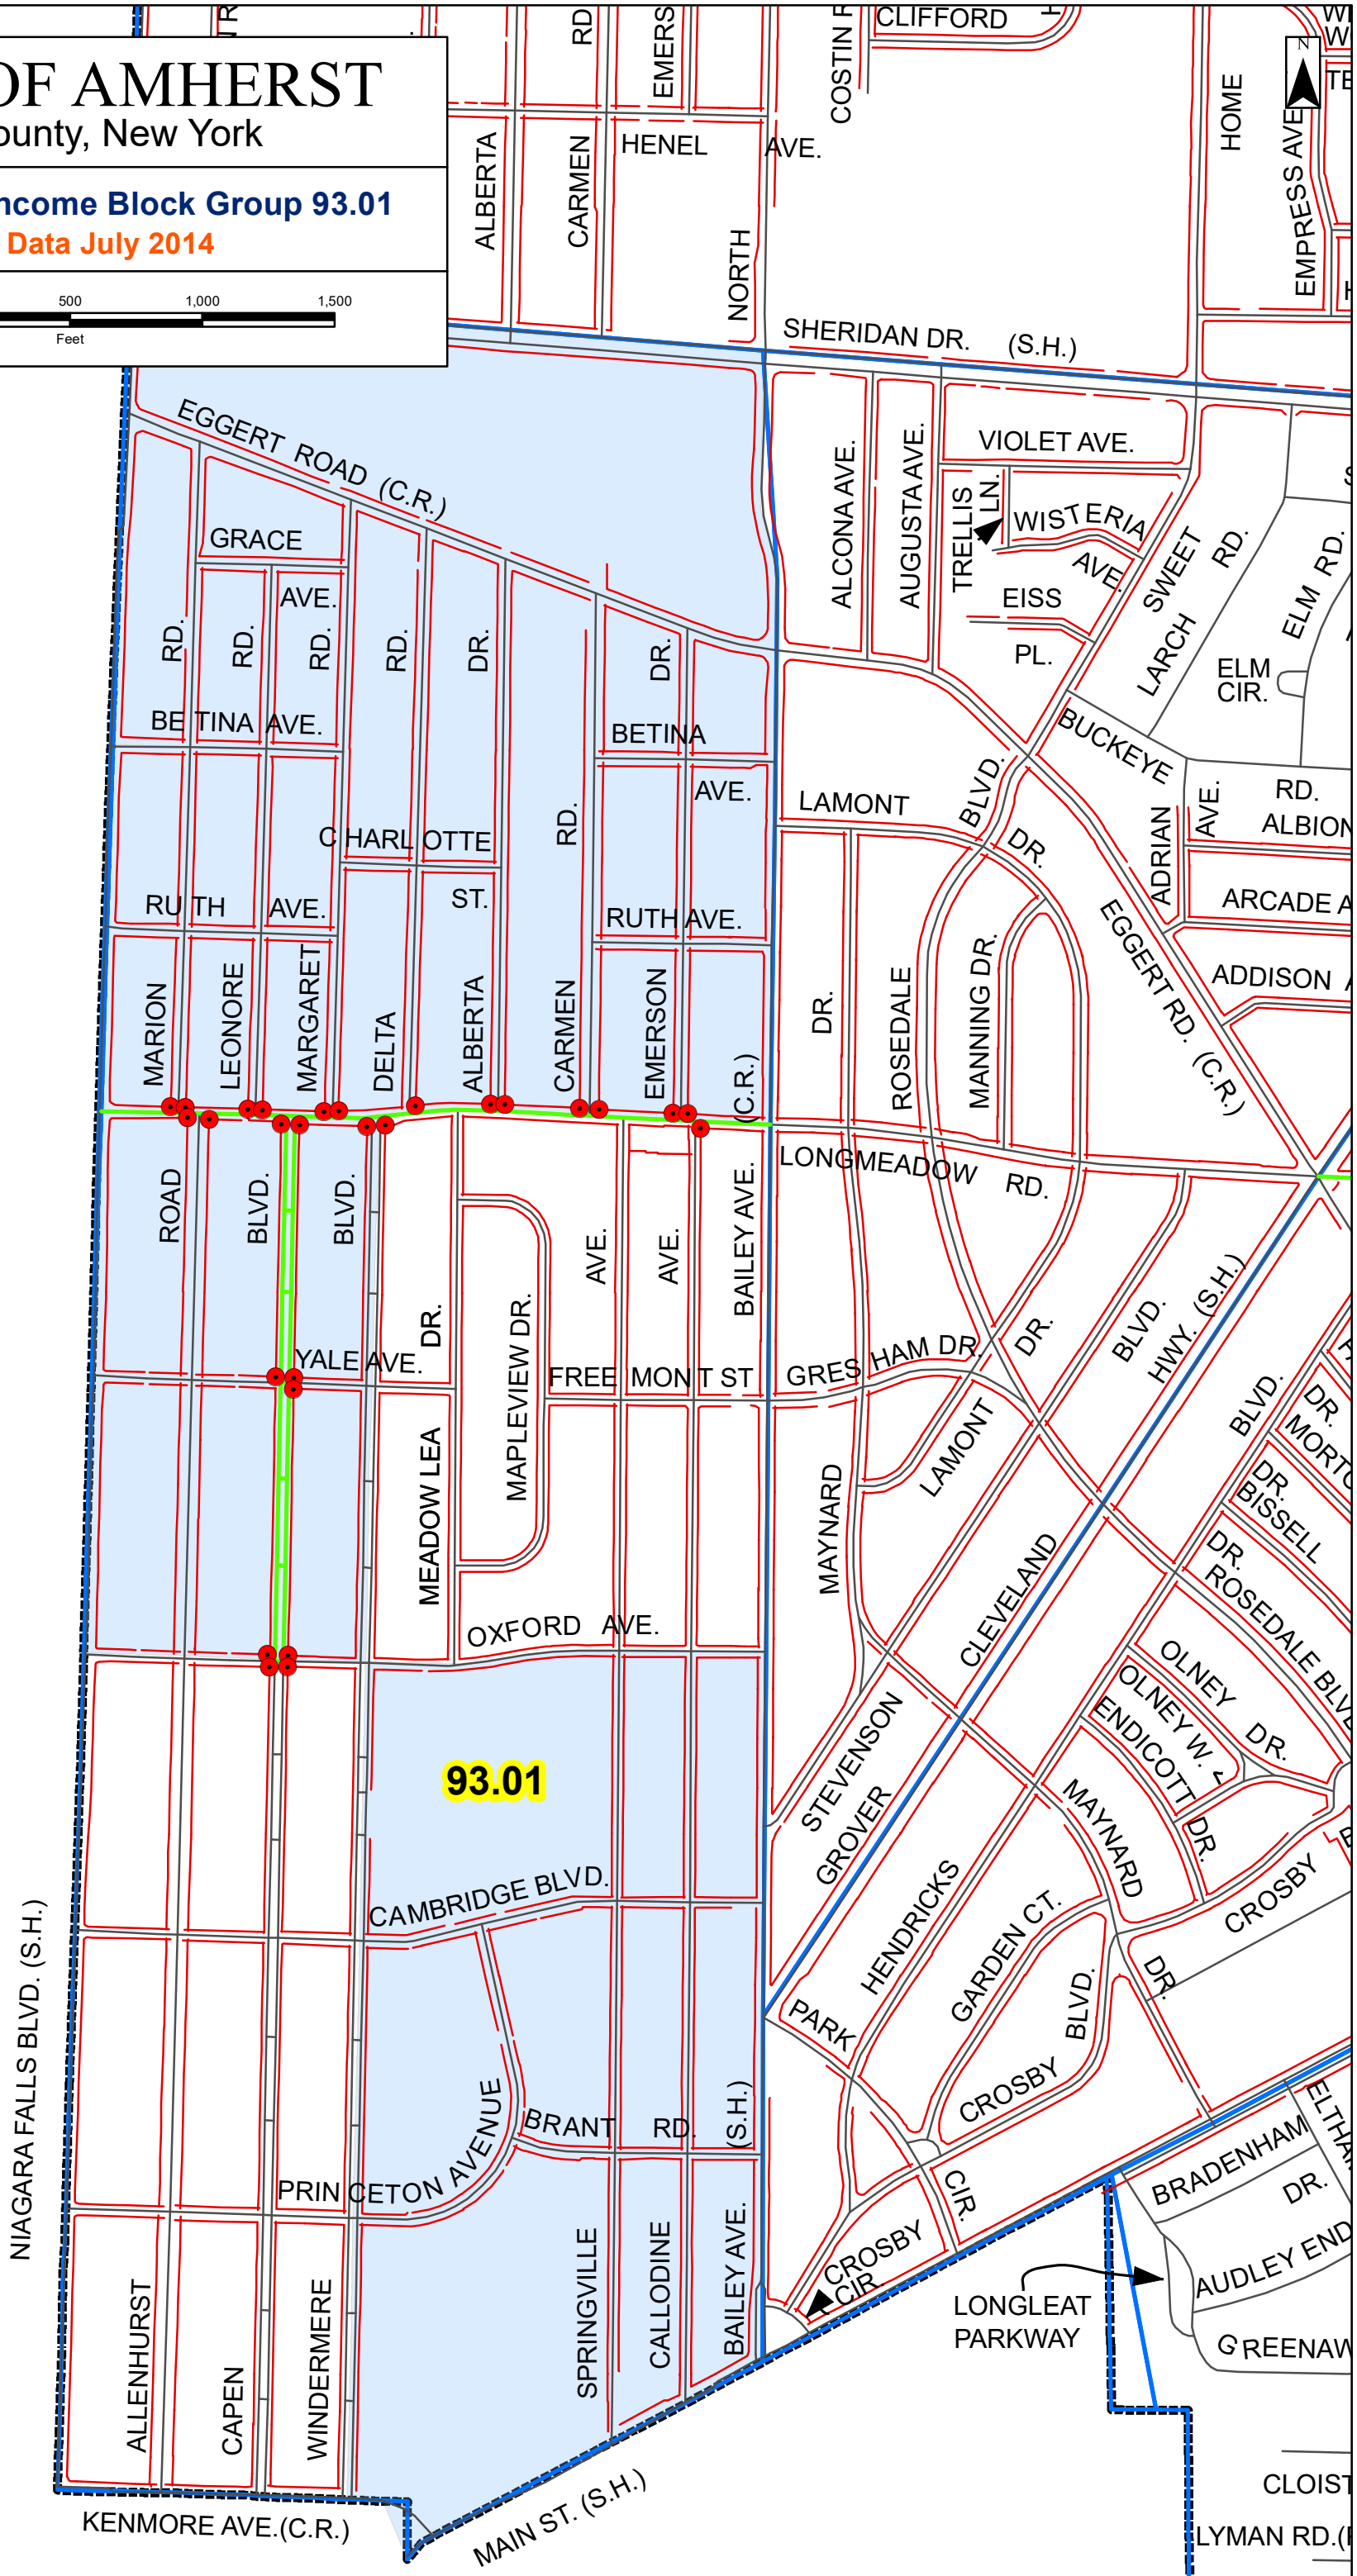 OF AMHERST
ounty, New York
ncome Block Group 93.01
Data July 2014
500
1,000
1,500
Feet
RD
EMERS
COSTIN R
CLIFFORD
HOME
EMPRESS AVE
ALBERTA
CARMEN
HENEL
AVE.
NORTH
SHERIDAN DR.
(S.H.)
EGGERT ROAD (C.R.)
GRACE
AVE.
RD.
RD.
RD.
RD.
DR.
DR.
BETINA AVE.
BETINA
AVE.
CHARLOTTE
ST.
RD.
RUTH AVE.
RUTH AVE.
MARION
LEONORE
MARGARET
DELTA
ALBERTA
CARMEN
EMERSON
(C.R.)
ALCONA AVE.
AUGUSTA AVE.
VIOLET AVE.
TRELLIS
LN.
WISTERIA
AVE.
EISS
PL.
SWEET
RD.
LARCH
ELM RD.
ELM
CIR.
BUCKEYE
RD.
ALBION
ADRIAN
AVE.
ARCADE A
ADDISON
LAMONT
DR.
BLVD.
DR.
ROSEDALE
MANNING DR.
EGGERT RD. (C.R.)
LONGMEADOW
RD.
ROAD
BLVD.
BLVD.
DR.
MAPLEVIEW DR.
AVE.
AVE.
BAILEY AVE.
YALE AVE.
MEADOW LEA
FREEMONT ST
GRESHAM DR.
DR.
BLVD.
HWY. (S.H.)
LAMONT
MAYNARD
CLEVELAND
BLVD.
DR.
MORTO
DR.
BISSELL
DR.
ROSEDALE BLVD
OXFORD AVE.
OLNEY
DR.
OLNEY W.
ENDICOTT
DR.
93.01
STEVENSON
GROVER
MAYNARD
DR.
CROSBY
CAMBRIDGE BLVD.
HENDRICKS
GARDEN CT.
BLVD.
PARK
CROSBY
NIAGARA FALLS BLVD. (S.H.)
BRANT RD.
(S.H.)
PRINCETON AVENUE
CIR.
CROSBY
CIR.
BRADENHAM
DR.
ELTHAM
AUDLEY END
LONGLEAT
PARKWAY
GREENAW
ALLENHURST
CAPEN
WINDERMERE
SPRINGVILLE
CALLODINE
BAILEY AVE.
KENMORE AVE.(C.R.)
MAIN ST. (S.H.)
CLOIST
LYMAN RD.(